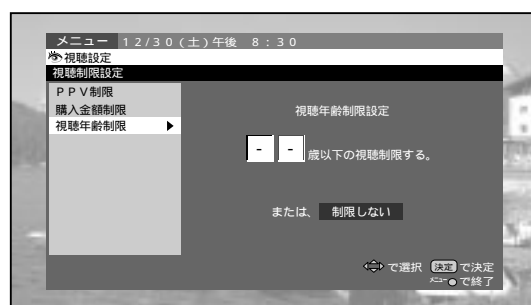 メニュー 12/30(土)午後 8:30
視聴設定
視聴制限設定
PPV制限
購入金額制限
視聴年齢制限 ▶
視聴年齢制限設定
- - 歳以下の視聴制限する。
または、 制限しない
で選択 決定 で決定
メニュー で終了